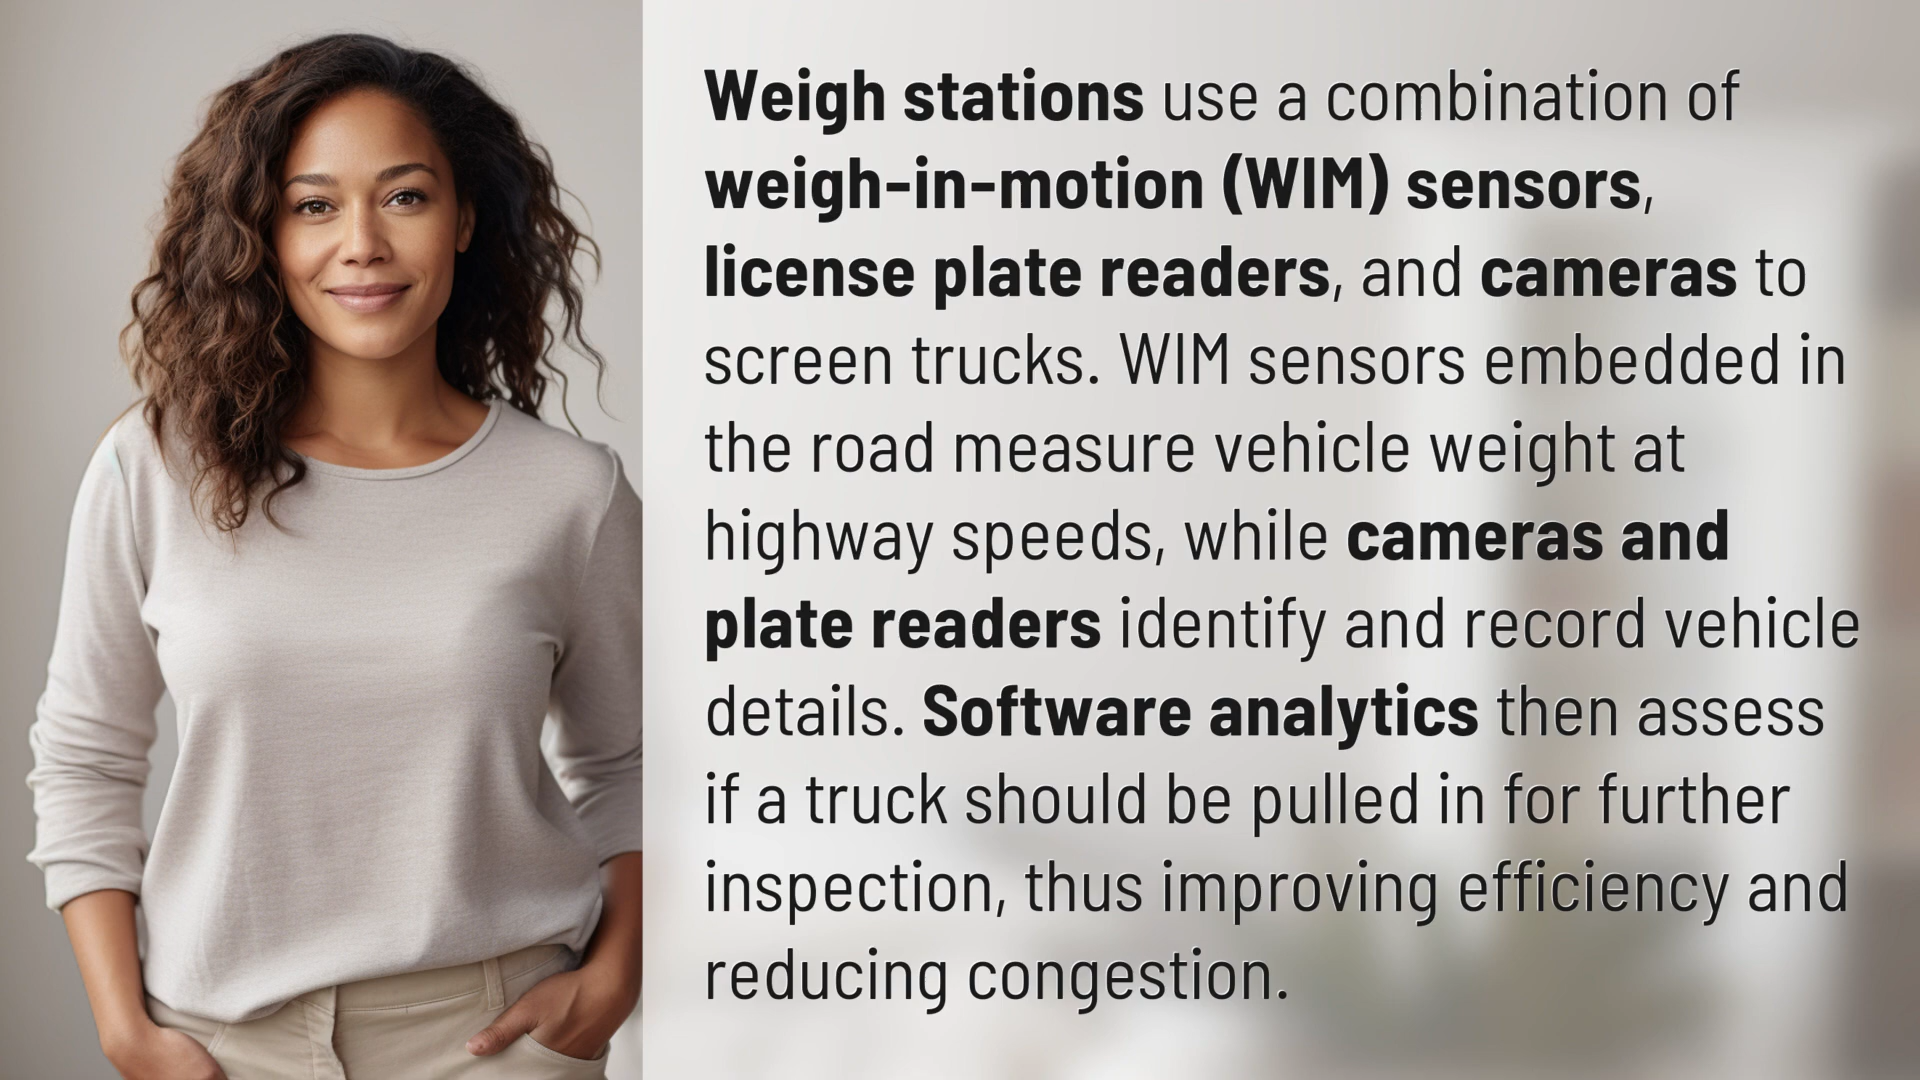 Weigh stations use a combination of
weigh-in-motion (WIM) sensors,
license plate readers, and cameras to
screen trucks. WIM sensors embedded in
the road measure vehicle weight at
highway speeds, while cameras and
plate readers identify and record vehicle
details. Software analytics then assess
if a truck should be pulled in for further
inspection, thus improving efficiency and
reducing congestion.